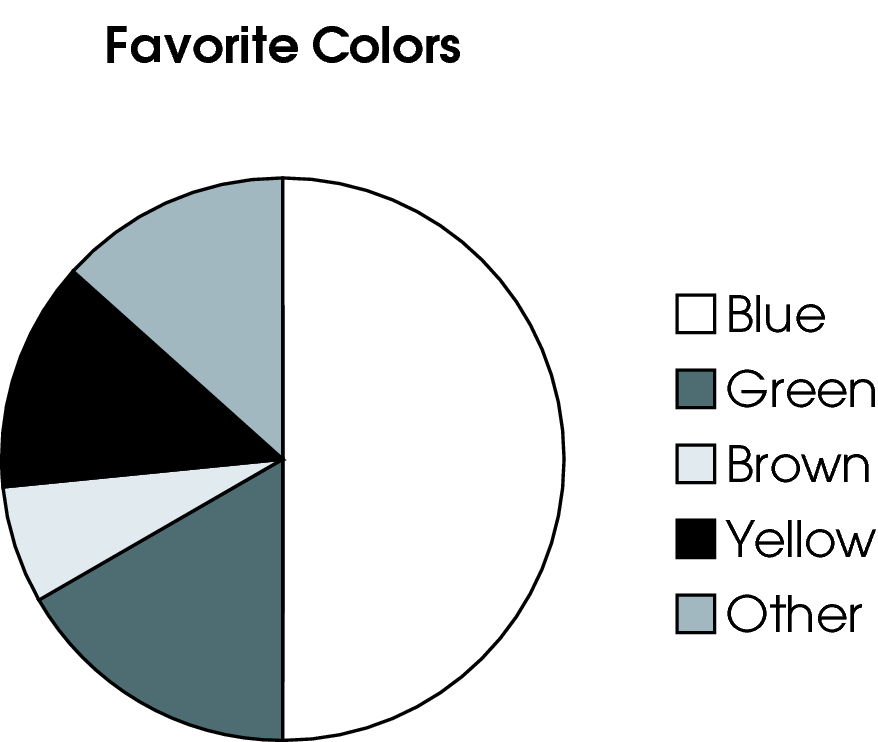 Favorite Colors
Blue
Green
Brown
Yellow
Other